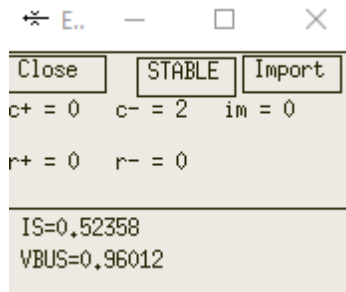 E..
Close STABLE Import
c+ = 0 c- = 2 im = 0
r+ = 0 r- = 0
IS=0.52358
VBUS=0.96012